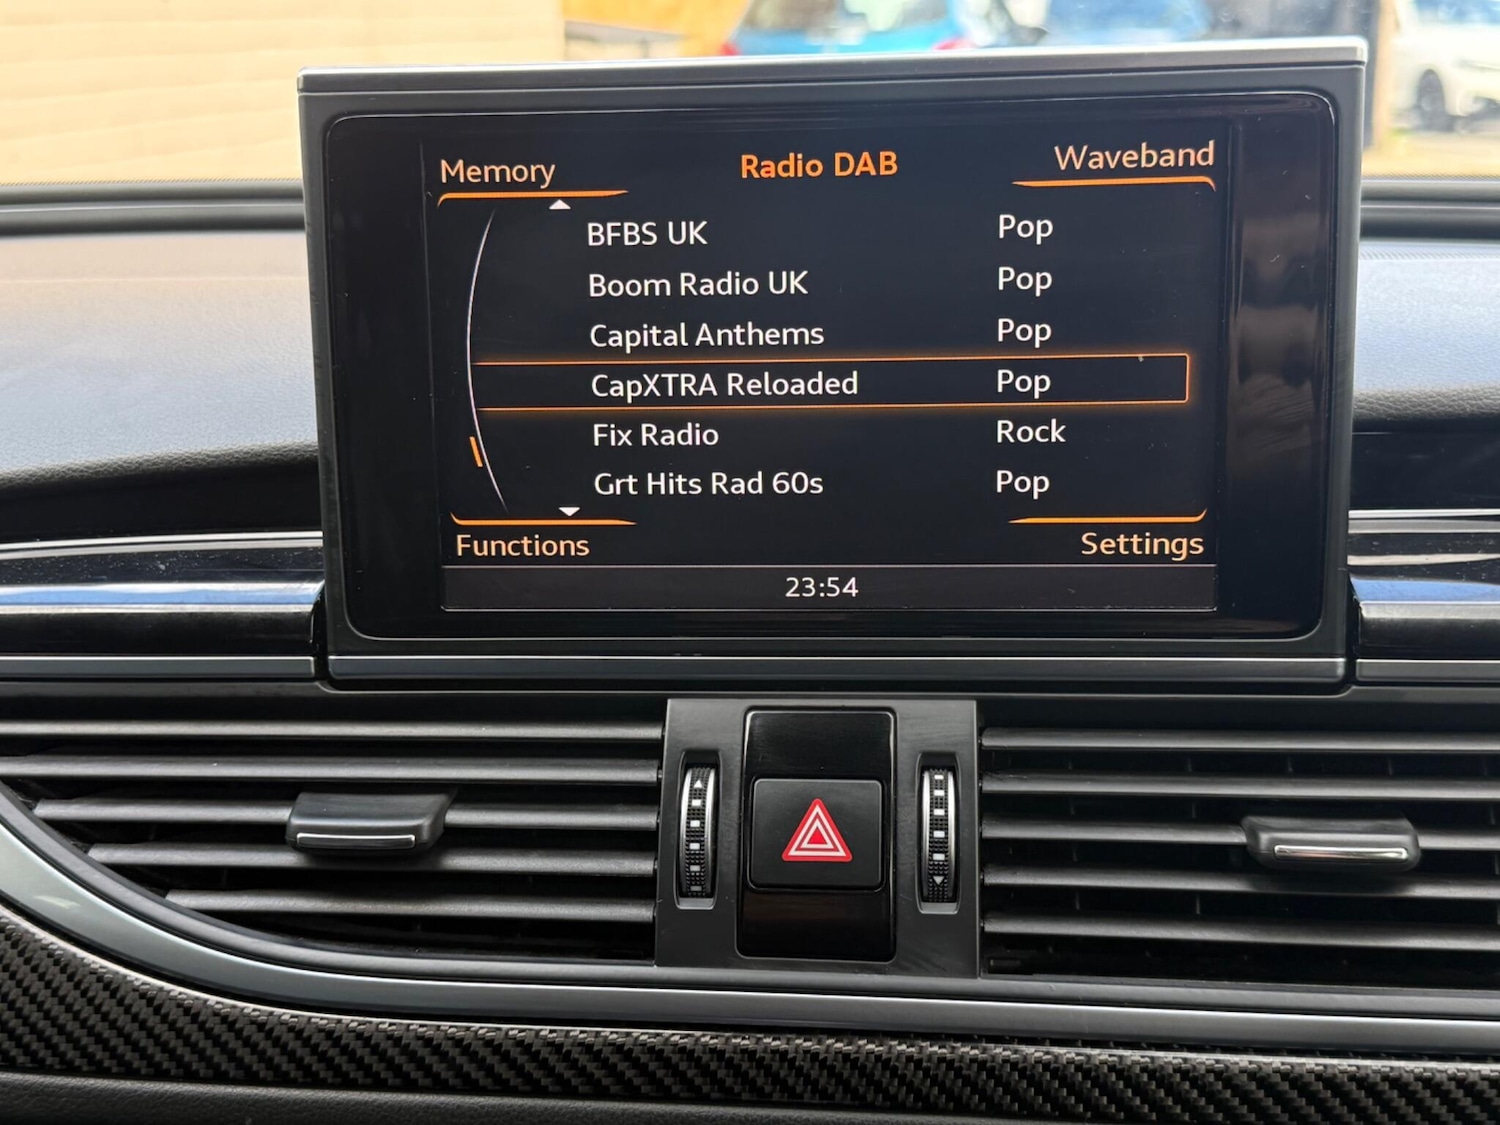 Memory Radio DAB Waveband
BFBS UK Pop
Boom Radio UK Pop
Capital Anthems Pop
CapXTRA Reloaded Pop
Fix Radio Rock
Grt Hits Rad 60s Pop
Functions Settings
23:54